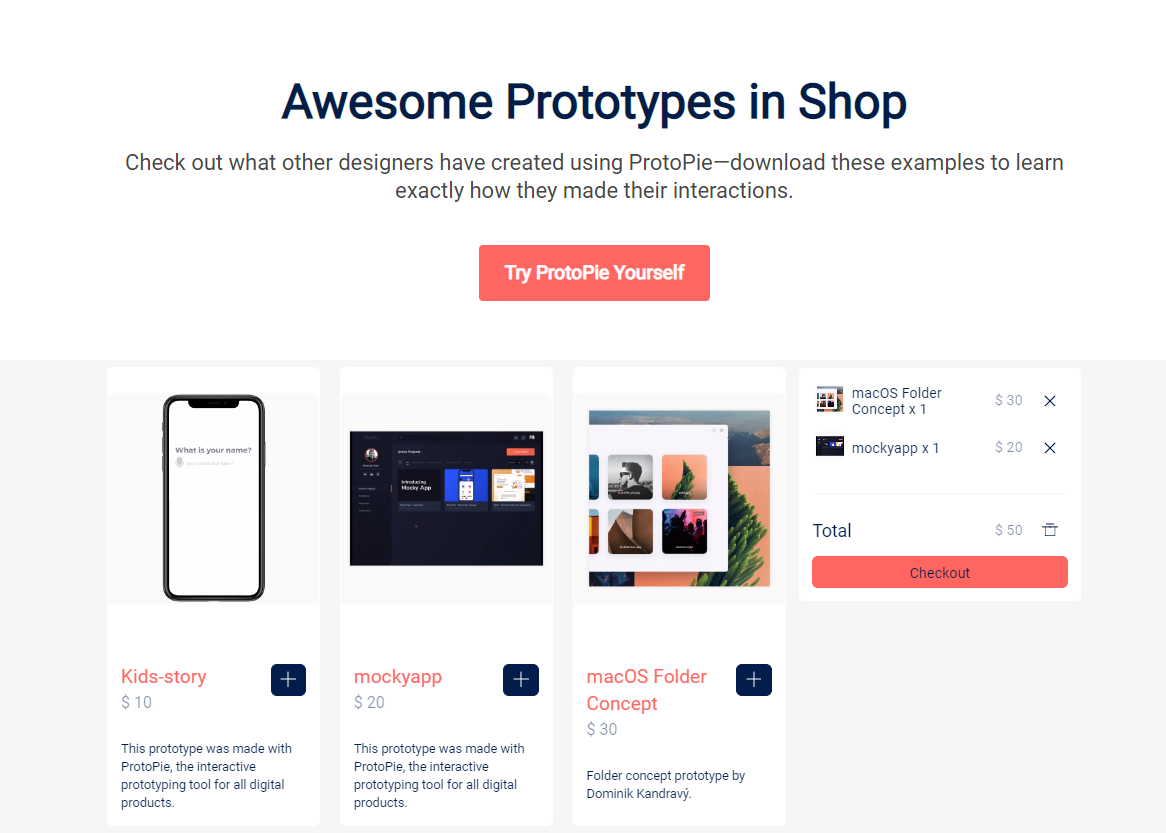 Awesome Prototypes in Shop
Check out what other designers have created using ProtoPie—download these examples to learn
exactly how they made their interactions.
Try ProtoPie Yourself
What is your name?
Introducing
Mocky App
Kids-story
$ 10
This prototype was made with
ProtoPie, the interactive
prototyping tool for all digital
products.
mockyapp
$ 20
This prototype was made with
ProtoPie, the interactive
prototyping tool for all digital
products.
macOS Folder
Concept
$ 30
Folder concept prototype by
Dominik Kandravý.
macOS Folder
Concept x 1
$ 30
mockyapp x 1
$ 20
Total
$ 50
Checkout